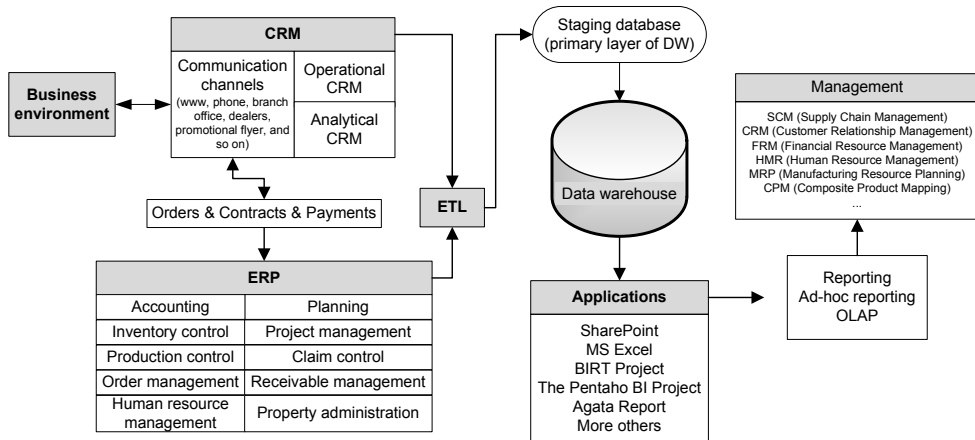 CRM
Communication
channels
(www, phone, branch
office, dealers,
promotional flyer, and
so on)
Operational
CRM
Analytical
CRM
Business
environment
Orders & Contracts & Payments
ETL
ERP
Accounting
Planning
Inventory control
Project management
Production control
Claim control
Order management
Receivable management
Human resource
management
Property administration
Staging database
(primary layer of DW)
Data warehouse
Applications
SharePoint
MS Excel
BIRT Project
The Pentaho BI Project
Agata Report
More others
Reporting
Ad-hoc reporting
OLAP
Management
SCM (Supply Chain Management)
CRM (Customer Relationship Management)
FRM (Financial Resource Management)
HMR (Human Resource Management)
MRP (Manufacturing Resource Planning)
CPM (Composite Product Mapping)
...